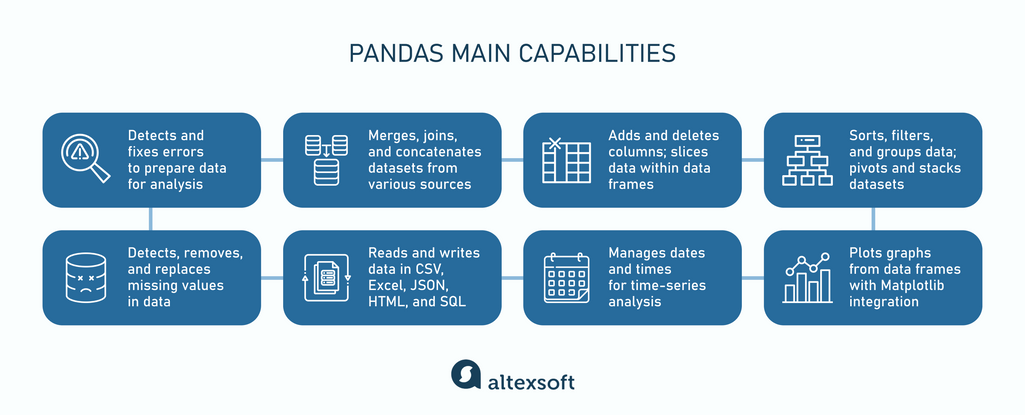 PANDAS MAIN CAPABILITIES
Detects and
fixes errors
to prepare data
for analysis
Merges, joins,
and concatenates
datasets from
various sources
Adds and deletes
columns; slices
data within data
frames
Sorts, filters,
and groups data;
pivots and stacks
datasets
Detects, removes,
and replaces
missing values
in data
Reads and writes
data in CSV,
Excel, JSON,
HTML, and SQL
Manages dates
and times
for time-series
analysis
Plots graphs
from data frames
with Matplotlib
integration
altexsoft